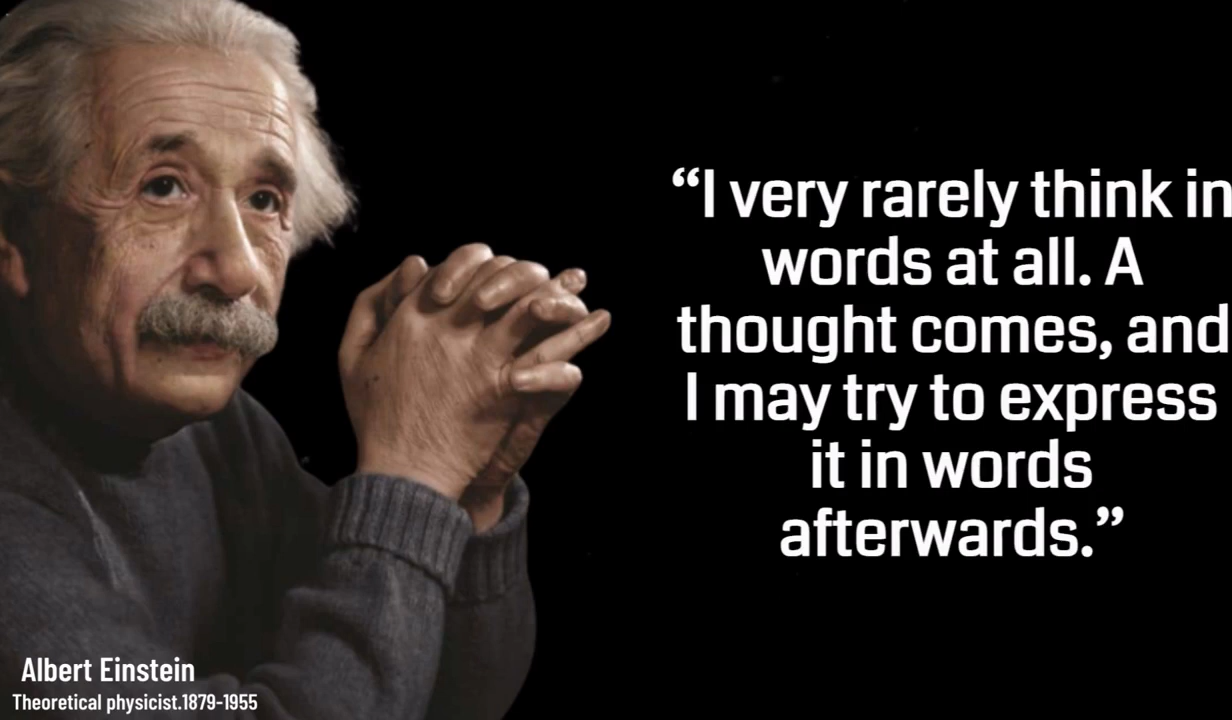 “I very rarely think in
words at all. A
thought comes, and
I may try to express
it in words
afterwards.”
Albert Einstein
Theoretical physicist.1879-1955